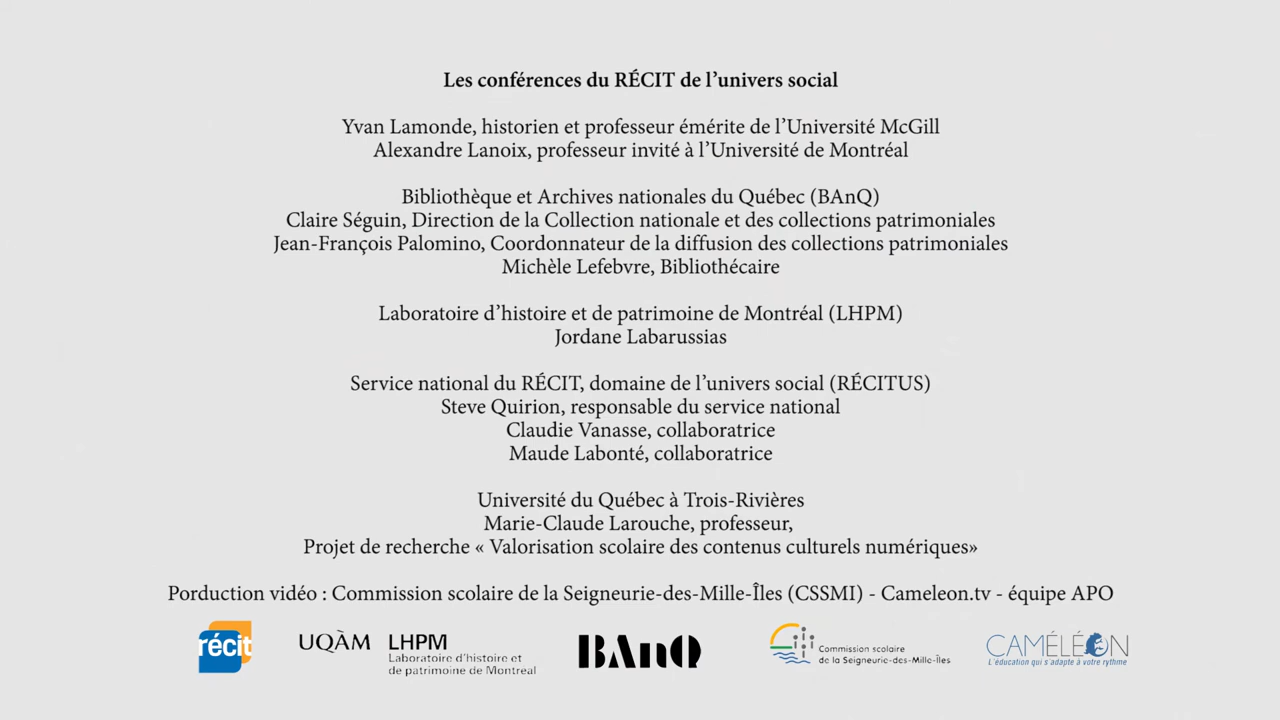 Les conférences du RÉCIT de l’univers social
Yvan Lamonde, historien et professeur émérite de l’Université McGill
Alexandre Lanoix, professeur invité à l’Université de Montréal
Bibliothèque et Archives nationales du Québec (BAnQ)
Claire Séguin, Direction de la Collection nationale et des collections patrimoniales
Jean-François Palomino, Coordonnateur de la diffusion des collections patrimoniales
Michèle Lefebvre, Bibliothécaire
Laboratoire d’histoire et de patrimoine de Montréal (LHPM)
Jordane Labarussias
Service national du RÉCIT, domaine de l’univers social (RÉCITUS)
Steve Quirion, responsable du service national
Claudie Vanasse, collaboratrice
Maude Labonté, collaboratrice
Université du Québec à Trois-Rivières
Marie-Claude Larouche, professeur,
Projet de recherche « Valorisation scolaire des contenus culturels numériques»
Porduction vidéo : Commission scolaire de la Seigneurie-des-Mille-Îles (CSSMI) - Cameleon.tv - équipe APO
récit
UQÀM
LHPM
Laboratoire d’histoire et
de patrimoine de Montreal
BAnQ
Commission scolaire
de la Seigneurie-des-Mille-Îles
CAMÉLÉON
L’éducation qui s’adapte à votre rythme